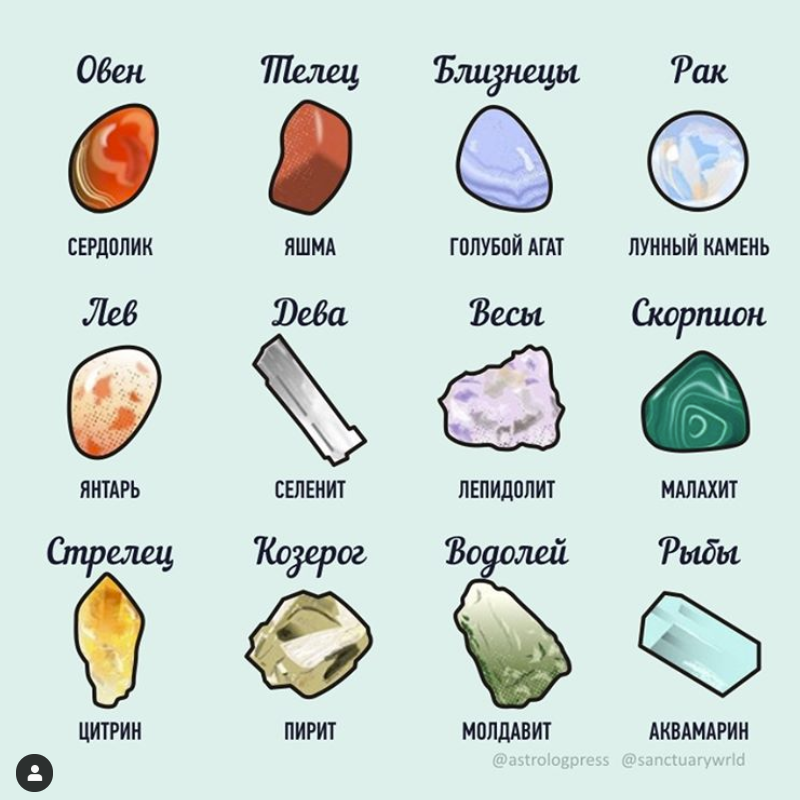 Овен Телец Близнецы Рак
СЕРДОЛИК ЯШМА ГОЛУБОЙ АГАТ ЛУННЫЙ КАМЕНЬ
Лев Дева Весы Скорпион
ЯНТАРЬ СЕЛЕНИТ ЛЕПИДОЛИТ МАЛАХИТ
Стрелец Козерог Водолей Рыбы
ЦИТРИН ПИРИТ МОЛДАВИТ АКВАМАРИН
@astrologpress @sanctuarywrld